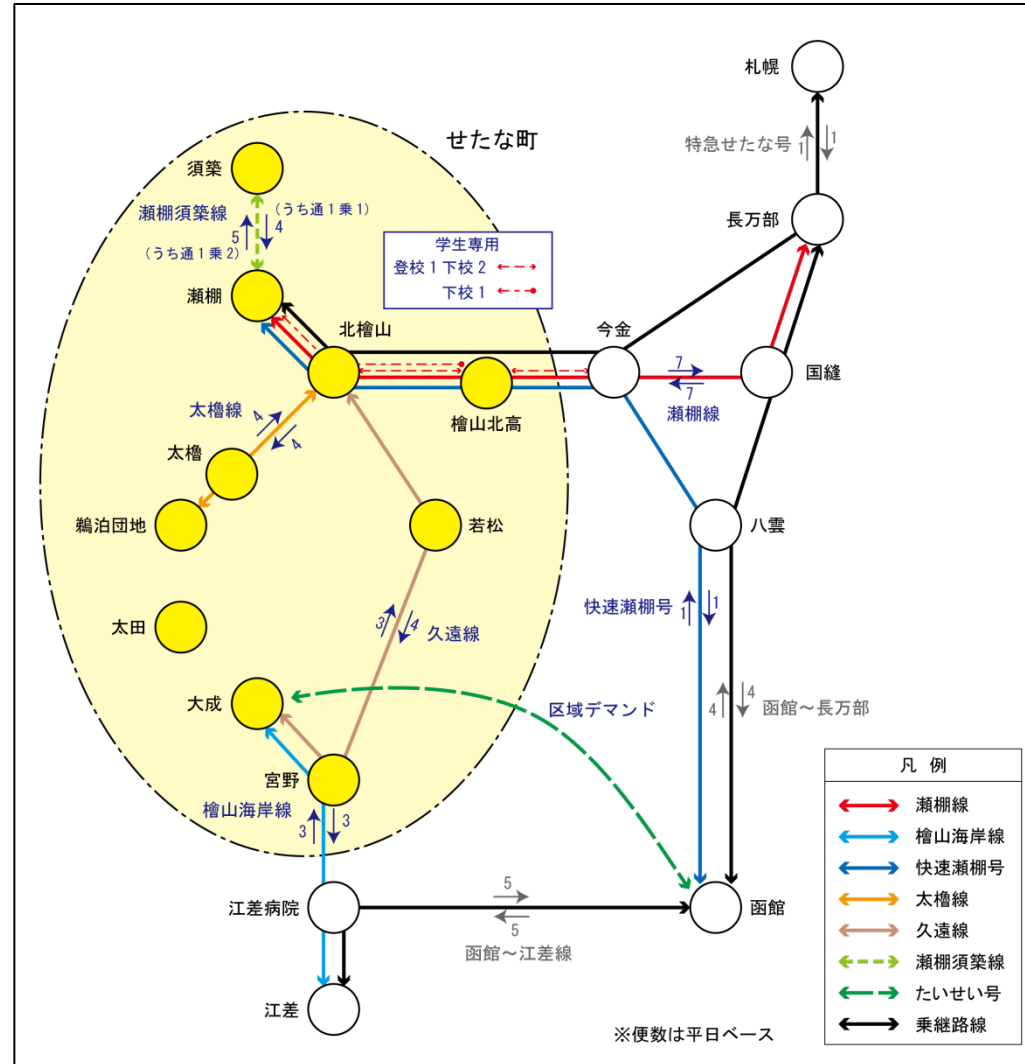 札幌
特急せたな号
1
1
せたな町
須築
瀬棚須築線
(うち通1乗1)
5
4
(うち通1乗2)
長万部
学生専用
登校1下校2
下校1
瀬棚
北檜山
今金
7
7
瀬棚線
国縫
檜山北高
太櫓線
4
4
太櫓
鵜泊団地
若松
八雲
太田
3
4
久遠線
快速瀬棚号
1
1
大成
区域デマンド
4
4
函館~長万部
宮野
檜山海岸線
3
3
凡 例
瀬棚線
檜山海岸線
快速瀬棚号
太櫓線
久遠線
瀬棚須築線
たいせい号
乗継路線
江差病院
5
5
函館~江差線
函館
江差
※便数は平日ベース